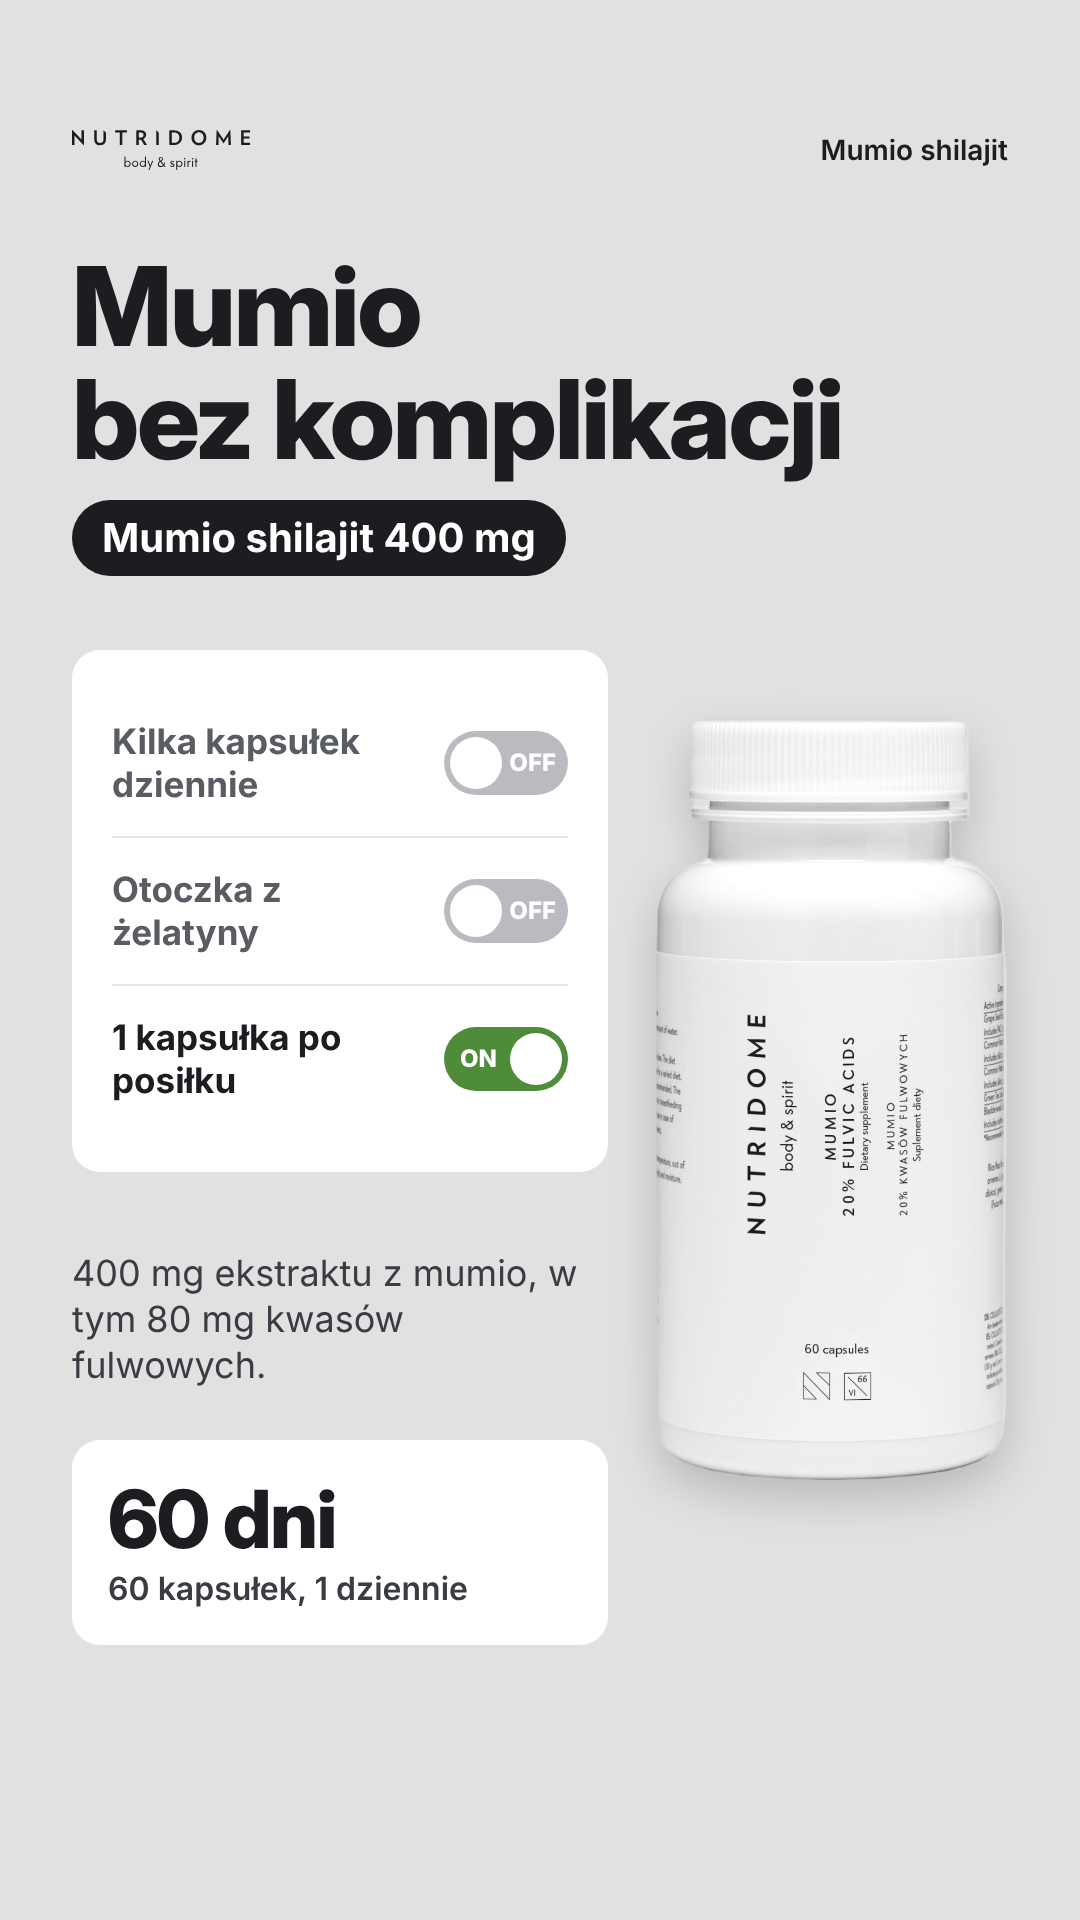 NUTRIDOME
body & spirit
Mumio shilajit
Mumio
bez komplikacji
Mumio shilajit 400 mg
Kilka kapsułek
dziennie
OFF
Otoczka z
żelatyny
OFF
1 kapsułka po
posiłku
ON
400 mg ekstraktu z mumio, w
tym 80 mg kwasów
fulwowych.
60 dni
60 kapsułek, 1 dziennie
NUTRIDOME
body & spirit
MUMIO
20% FULVIC ACIDS
Dietary supplement
MUMIO
20% KWASÓW FULWOWYCH
Suplement diety
60 capsules
66
VI